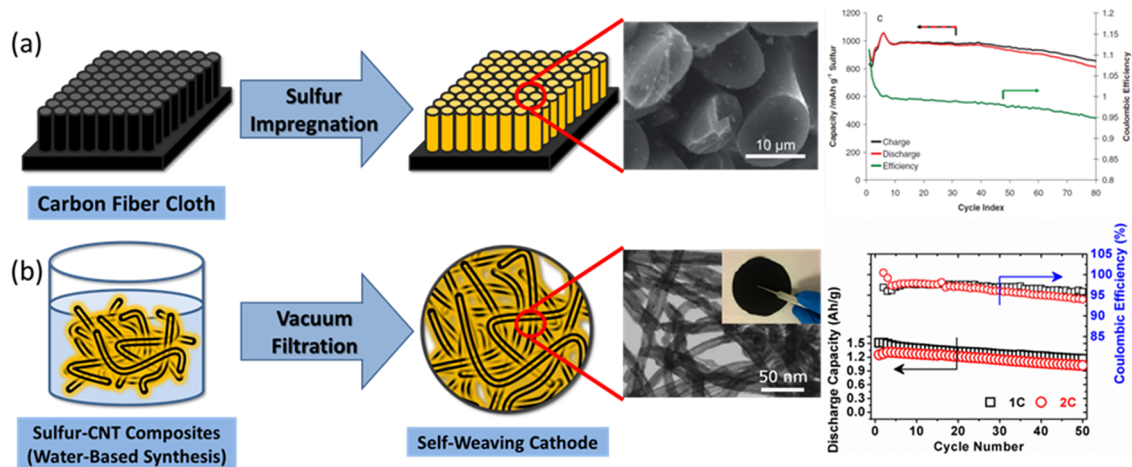 (a)
Sulfur
Impregnation
Carbon Fiber Cloth
10 μm
C
1200
1000
800
600
400
200
0
Capacity /mAh g⁻¹ Sulfur
1.2
1.15
1.1
1.05
1
0.95
0.9
0.85
0.8
Coulombic Efficiency
Charge
Discharge
Efficiency
0 10 20 30 40 50 60 70 80
Cycle Index
(b)
Vacuum
Filtration
Sulfur-CNT Composites
(Water-Based Synthesis)
Self-Weaving Cathode
50 nm
Discharge Capacity (Ah/g)
1.5
1.2
0.9
0.6
0.3
0.0
105
100
95
90
85
Coulombic Efficiency (%)
1C 2C
0 10 20 30 40 50
Cycle Number